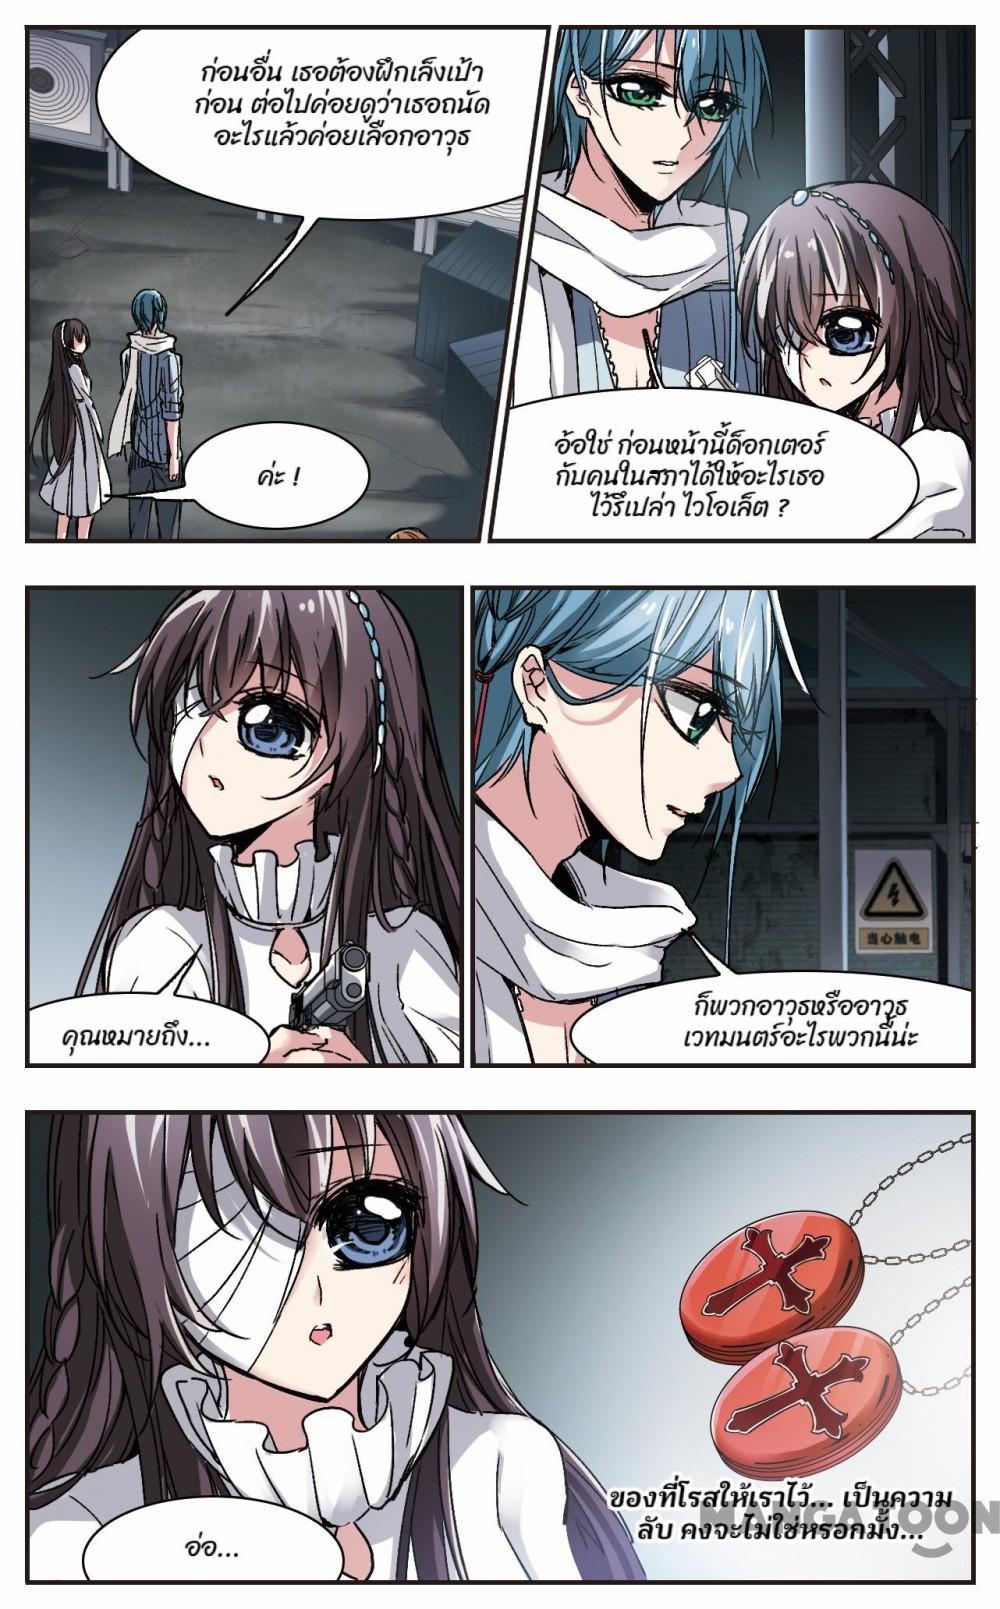 ก่อนอื่น เธอต้องฝึกเล็งเป้า
ก่อน ต่อไปค่อยดูว่าเธอถนัด
อะไรแล้วค่อยเลือกอาวุธ
ค่ะ !
อ้อใช่ ก่อนหน้านี้ด็อกเตอร์
กับคนในสภาได้ให้อะไรเธอ
ไว้รึเปล่า ไวโอเล็ต ?
คุณหมายถึง...
当心触电
ก็พวกอาวุธหรืออาวุธ
เวทมนตร์อะไรพวกนี้น่ะ
ของที่โรสให้เราไว้... เป็นความ
ลับ คงจะไม่ใช่หรอกมั้ง...
MANGATOON
อ่อ...